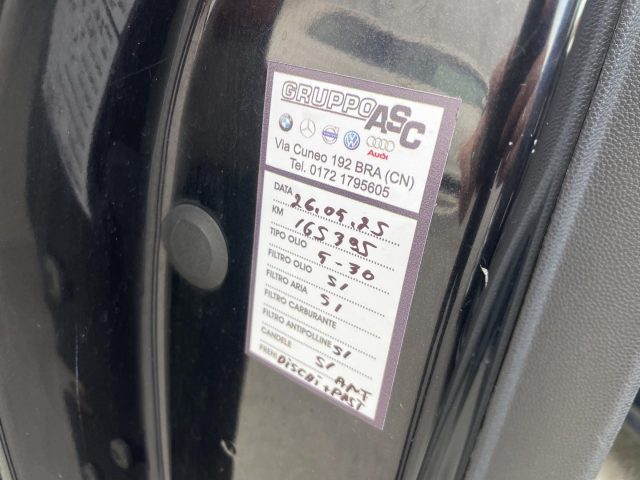 GRUPPO ASC
Audi
Via Cuneo 192 BRA (CN)
Tel. 0172 1795605
DATA 26.05.25
KM 165395
TIPO OLIO 5-30
FILTRO OLIO SI
FILTRO ARIA SI
FILTRO CARBURANTE
FILTRO ANTIPOLLINE SI
CANDELE SI ANT
FRENI DISCHI + PAST